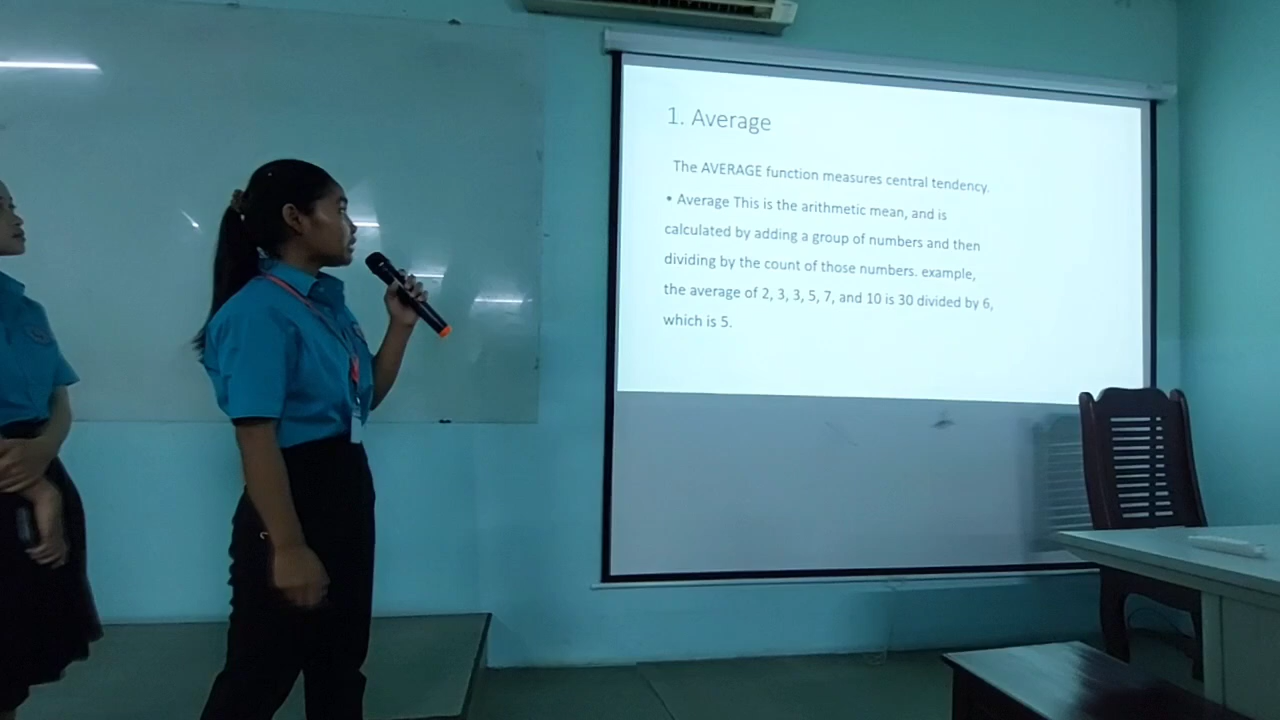 1. Average
The AVERAGE function measures central tendency.
• Average This is the arithmetic mean, and is
calculated by adding a group of numbers and then
dividing by the count of those numbers. example,
the average of 2, 3, 3, 5, 7, and 10 is 30 divided by 6,
which is 5.